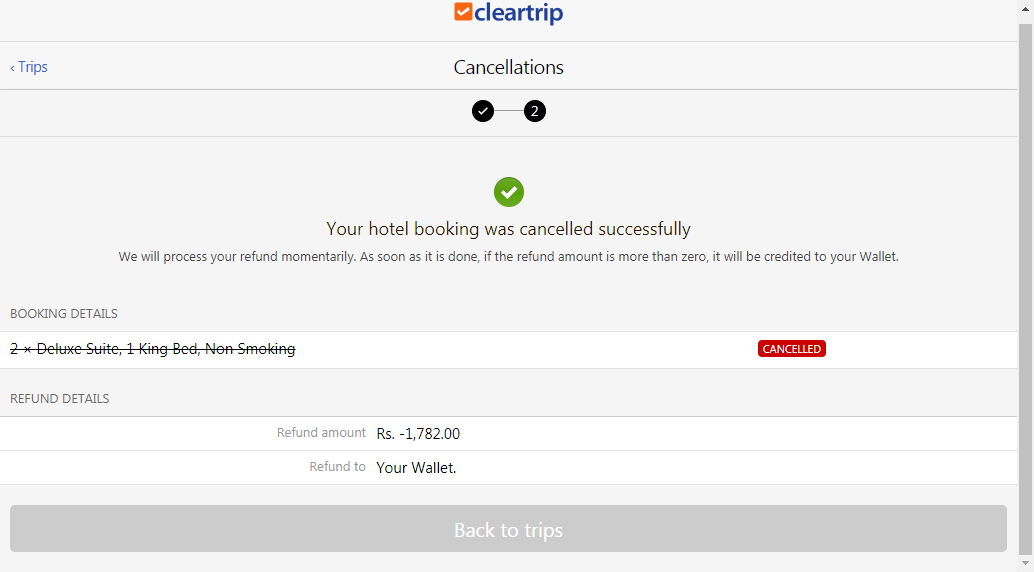 cleartrip
‹ Trips
Cancellations
2
Your hotel booking was cancelled successfully
We will process your refund momentarily. As soon as it is done, if the refund amount is more than zero, it will be credited to your Wallet.
BOOKING DETAILS
2 × Deluxe Suite, 1 King Bed, Non Smoking CANCELLED
REFUND DETAILS
Refund amount Rs. -1,782.00
Refund to Your Wallet.
Back to trips